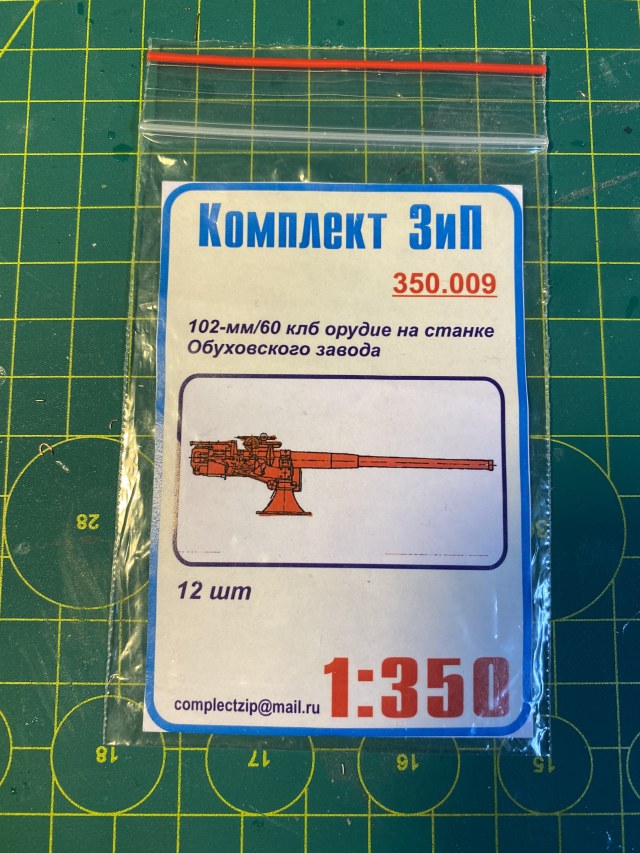 Комплект ЗиП
350.009
102-мм/60 клб орудие на станке
Обуховского завода
12 шт
complectzip@mail.ru
1:350
28
18
17
16
15